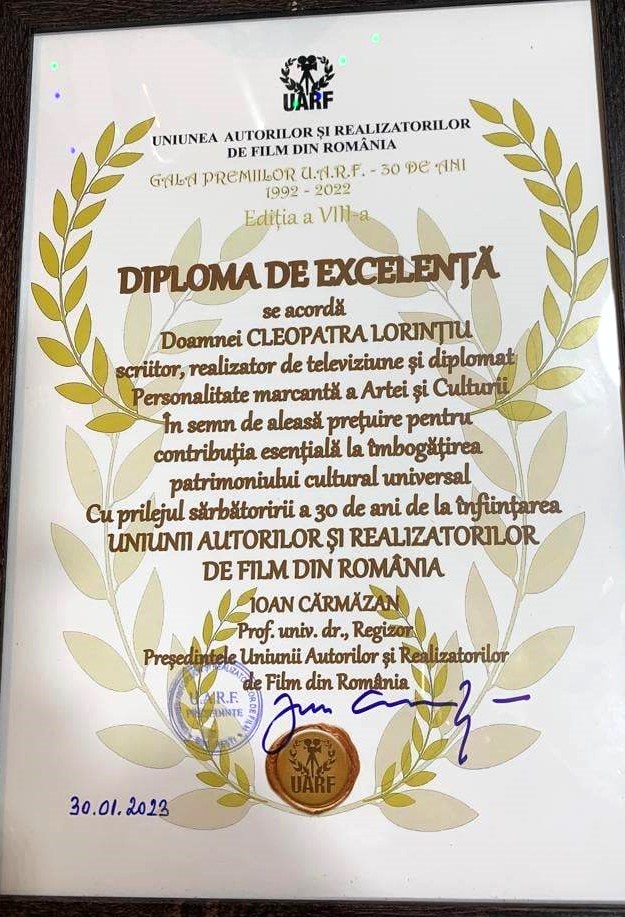 UARF
UNIUNEA AUTORILOR ȘI REALIZATORILOR
DE FILM DIN ROMÂNIA
GALA PREMIILOR U.A.R.F. - 30 DE ANI
1992 - 2022
Ediția a VIII-a
DIPLOMA DE EXCELENȚĂ
se acordă
Doamnei CLEOPATRA LORINȚIU
scriitor, realizator de televiziune și diplomat
Personalitate marcantă a Artei și Culturii
În semn de aleasă prețuire pentru
contribuția esențială la îmbogățirea
patrimoniului cultural universal
Cu prilejul sărbătoririi a 30 de ani de la înființarea
UNIUNII AUTORILOR ȘI REALIZATORILOR
DE FILM DIN ROMÂNIA
IOAN CĂRMĂZAN
Prof. univ. dr., Regizor
Președintele Uniunii Autorilor și Realizatorilor
de Film din România
U.A.R.F.
PREȘEDINTE
UARF
30.01.2023